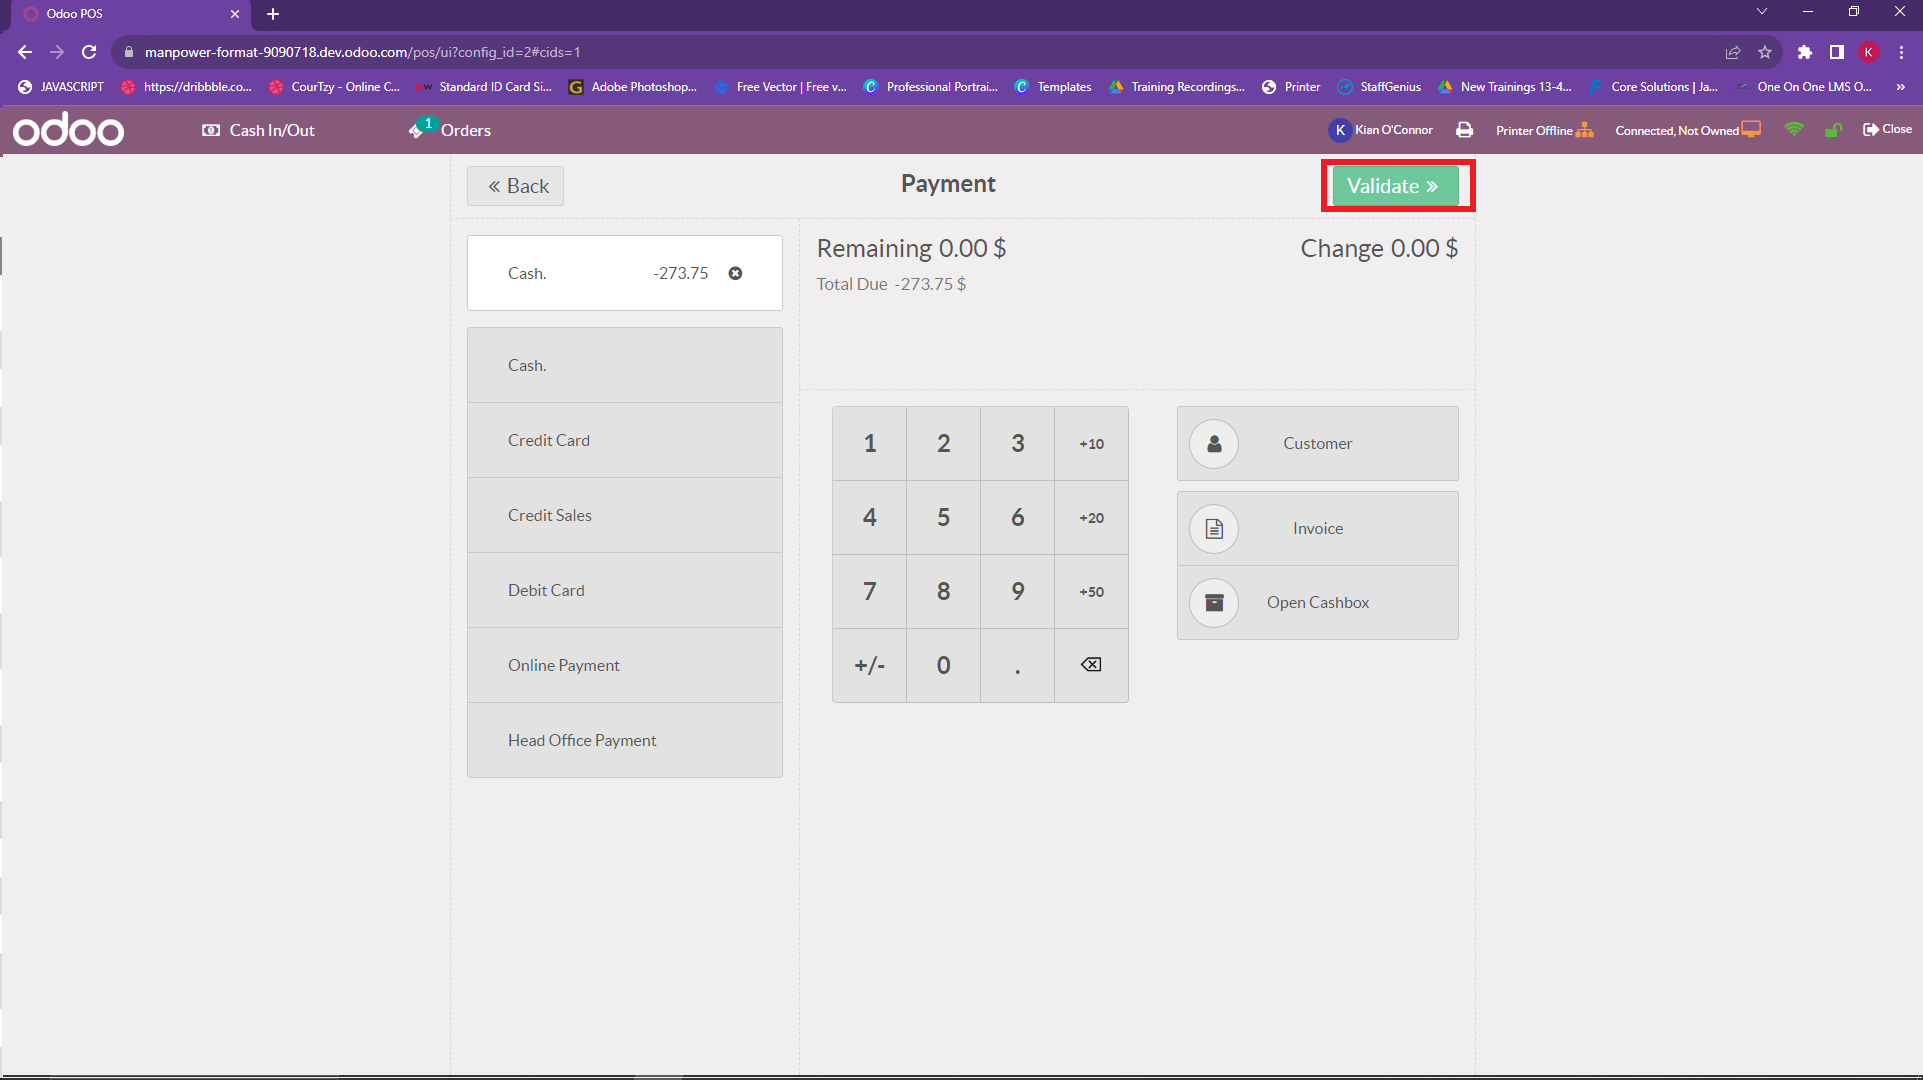 Odoo POS
manpower-format-9090718.dev.odoo.com/pos/ui?config_id=2#cids=1
K
JAVASCRIPT https://dribbble.co... CourTzy - Online C... Standard ID Card Si... Adobe Photoshop... Free Vector | Free v... Professional Portrai... Templates Training Recordings... Printer StaffGenius New Trainings 13-4... Core Solutions | Ja... One On One LMS O... »
odoo Cash In/Out 1 Orders K Kian O'Connor Printer Offline Connected, Not Owned Close
« Back Payment Validate »
Remaining 0.00 $ Change 0.00 $
Total Due -273.75 $
Cash. -273.75
Cash.
Credit Card
Credit Sales
Debit Card
Online Payment
Head Office Payment
1 2 3 +10
4 5 6 +20
7 8 9 +50
+/- 0 .
Customer
Invoice
Open Cashbox